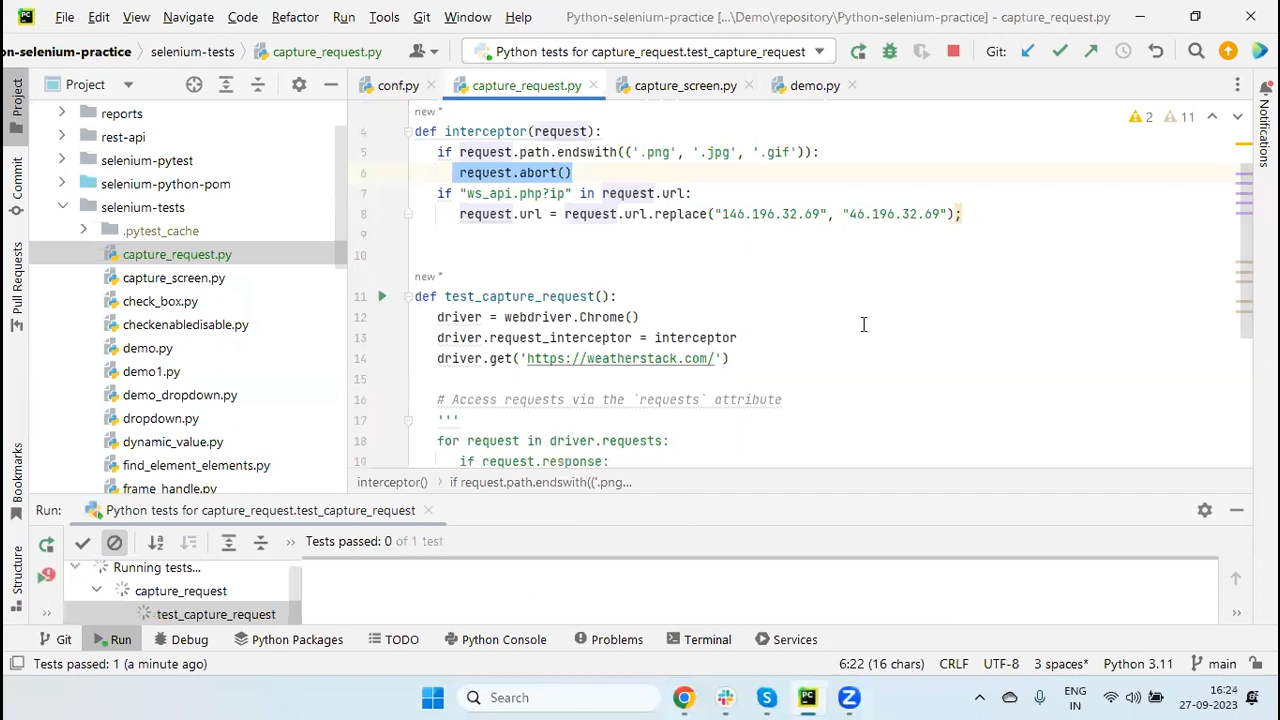 PC File Edit View Navigate Code Refactor Run Tools Git Window Help Python-selenium-practice [...\Demo\repository\Python-selenium-practice] - capture_request.py
n-selenium-practice selenium-tests capture_request.py Python tests for capture_request.test_capture_request Git:
Project conf.py capture_request.py capture_screen.py demo.py
Project
Commit
Pull Requests
Bookmarks
Structure
Notifications
reports
rest-api
selenium-pytest
selenium-python-pom
selenium-tests
.pytest_cache
capture_request.py
capture_screen.py
check_box.py
checkenabledisable.py
demo.py
demo1.py
demo_dropdown.py
dropdown.py
dynamic_value.py
find_element_elements.py
frame_handle.py
new *
2 11
4 def interceptor(request):
5 if request.path.endswith(('.png', '.jpg', '.gif')):
6 request.abort()
7 if "ws_api.php?ip" in request.url:
8 request.url = request.url.replace("146.196.32.69", "46.196.32.69");
9
10
new *
11 def test_capture_request():
12 driver = webdriver.Chrome()
13 driver.request_interceptor = interceptor
14 driver.get('https://weatherstack.com/')
15
16 # Access requests via the `requests` attribute
17 '''
18 for request in driver.requests:
19 if request.response:
interceptor() if request.path.endswith(('.png...
Run: Python tests for capture_request.test_capture_request
Tests passed: 0 of 1 test
Running tests...
capture_request
test_capture_request
9
Git Run Debug Python Packages TODO Python Console Problems Terminal Services
Tests passed: 1 (a minute ago) 6:22 (16 chars) CRLF UTF-8 3 spaces* Python 3.11 main
Search PC ENG
IN 16:24
27-09-2023